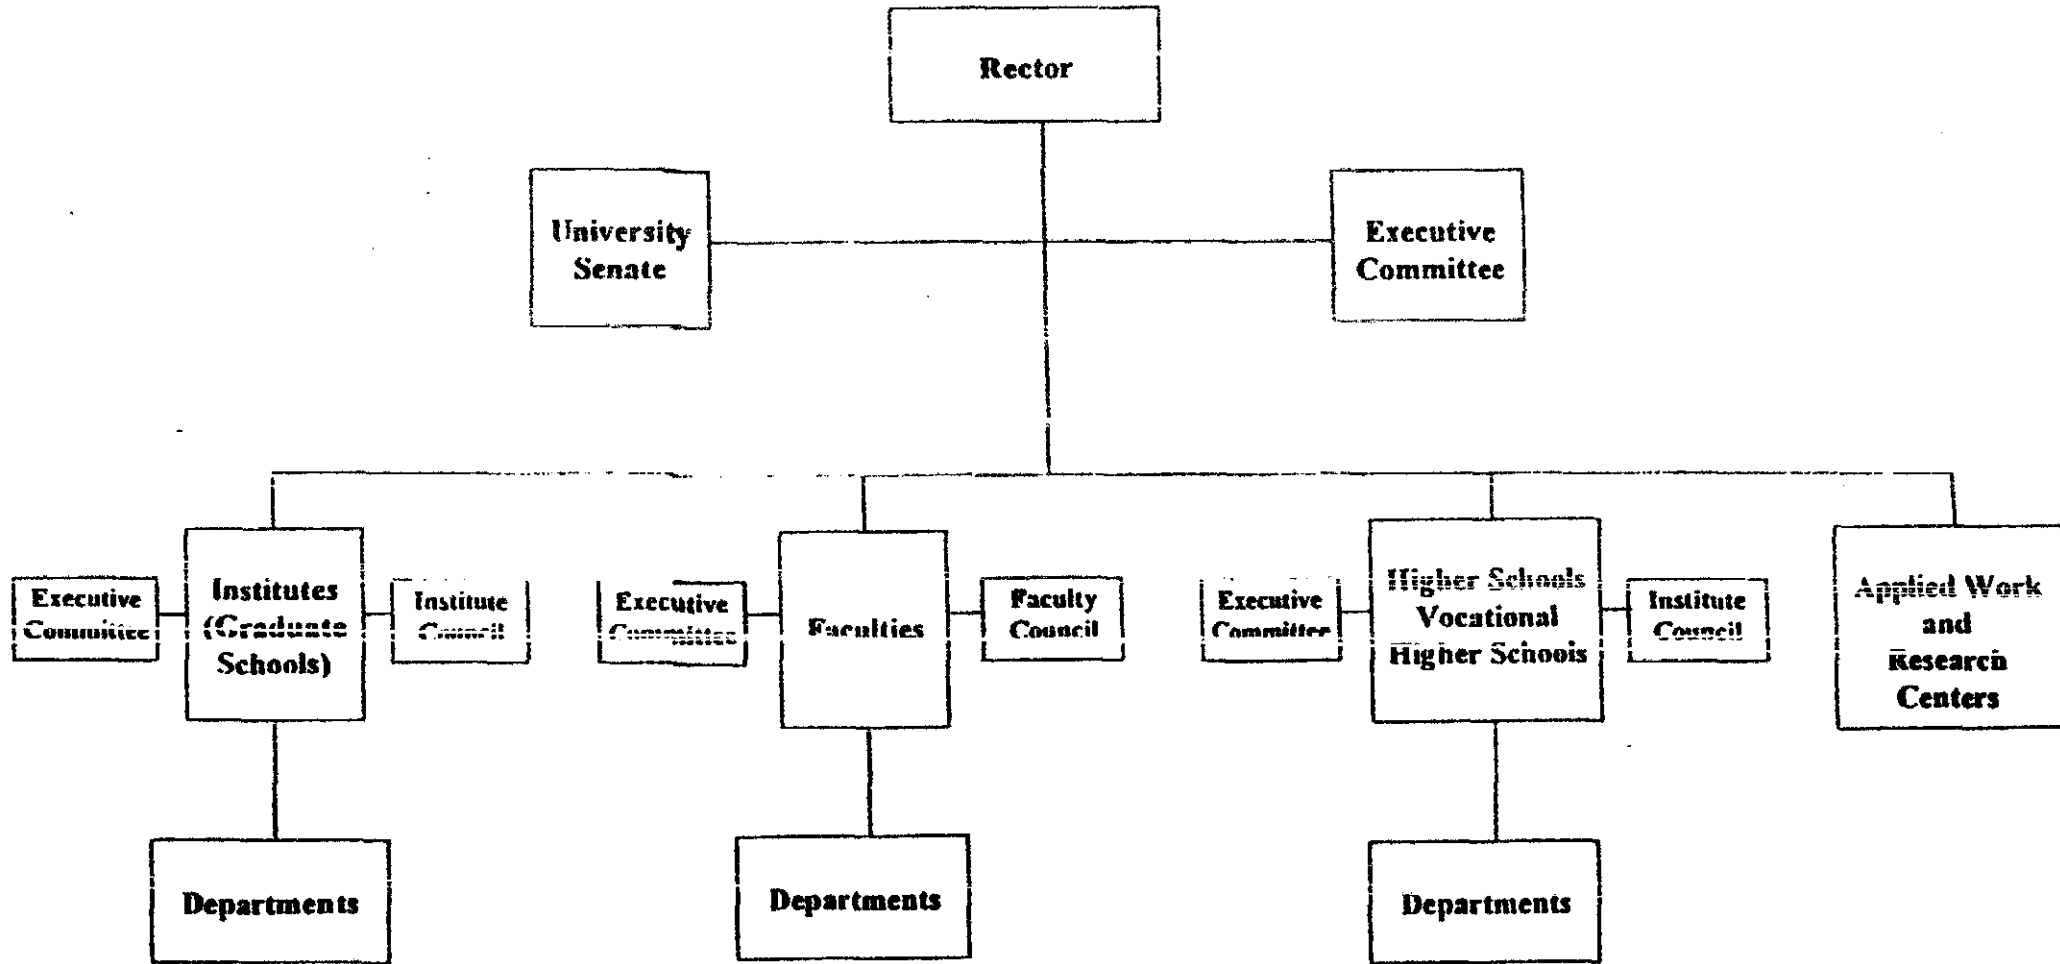 Rector
University
Senate
Executive
Committee
Executive
Committee
Institutes
(Graduate
Schools)
Institute
Council
Executive
Committee
Faculties
Faculty
Council
Executive
Committee
Higher Schools
Vocational
Higher Schools
Institute
Council
Applied Work
and
Research
Centers
Departments
Departments
Departments